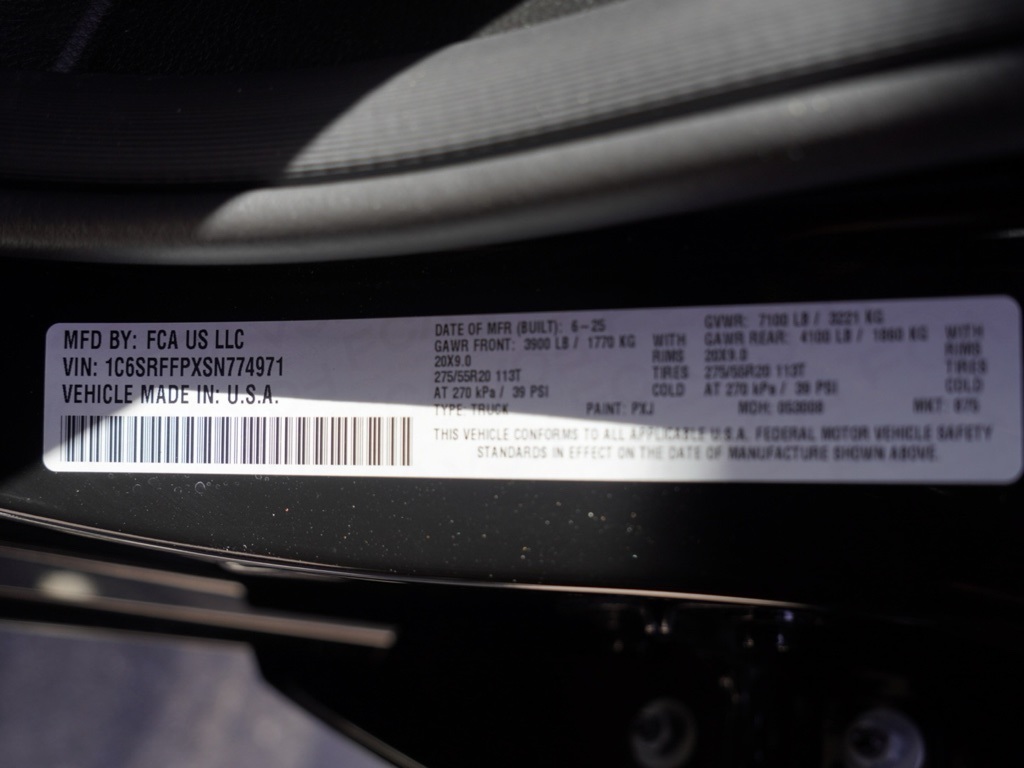 MFD BY: FCA US LLC
VIN: 1C6SRFFPXSN774971
VEHICLE MADE IN: U.S.A.
DATE OF MFR (BUILT): 6-25
GVWR: 7100 LB / 3221 KG
GAWR FRONT: 3900 LB / 1770 KG WITH
20X9.0 RIMS
275/55R20 113T TIRES
AT 270 kPa / 39 PSI COLD
GAWR REAR: 4100 LB / 1860 KG WITH
20X9.0 RIMS
275/55R20 113T TIRES
AT 270 kPa / 39 PSI COLD
TYPE: TRUCK PAINT: PXJ MDH: MKT:
THIS VEHICLE CONFORMS TO ALL APPLICABLE U.S.A. FEDERAL MOTOR VEHICLE SAFETY
STANDARDS IN EFFECT ON THE DATE OF MANUFACTURE SHOWN ABOVE.